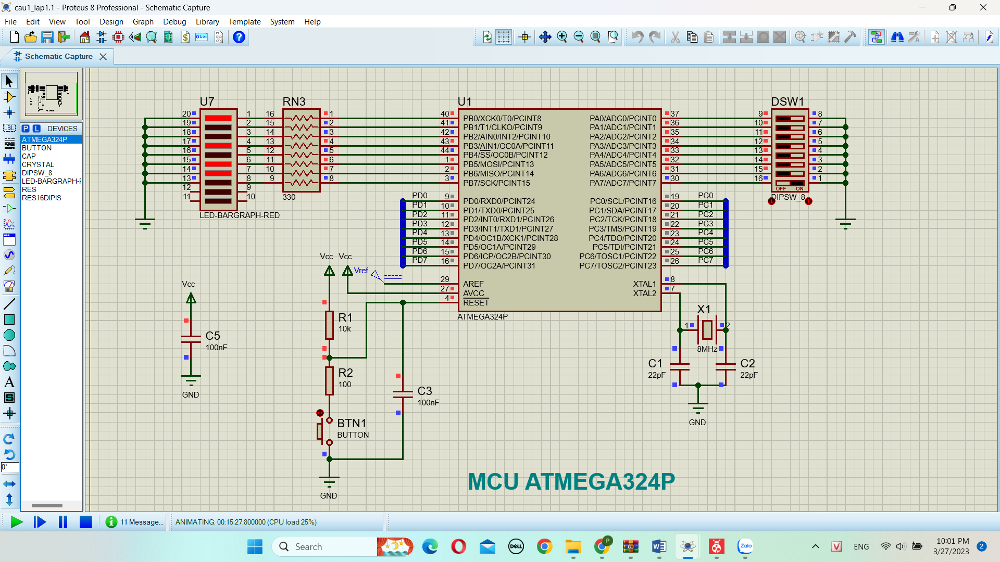 cau1_lap1.1 - Proteus 8 Professional - Schematic Capture
File Edit View Tool Design Graph Debug Library Template System Help
Schematic Capture
P L DEVICES
ATMEGA324P
BUTTON
CAP
CRYSTAL
DIPSW_8
LED-BARGRAPH-
RES
RES16DIPIS
0°
U7
20 1
19 2
18 3
17 4
16 5
15 6
14 7
13 8
12 9
11 10
LED-BARGRAPH-RED
RN3
16 1
15 2
14 3
13 4
12 5
11 6
10 7
9 8
330
U1
40 PB0/XCK0/T0/PCINT8 PA0/ADC0/PCINT0 37
41 PB1/T1/CLKO/PCINT9 PA1/ADC1/PCINT1 36
42 PB2/AIN0/INT2/PCINT10 PA2/ADC2/PCINT2 35
43 PB3/AIN1/OC0A/PCINT11 PA3/ADC3/PCINT3 34
44 PB4/SS/OC0B/PCINT12 PA4/ADC4/PCINT4 33
1 PB5/MOSI/PCINT13 PA5/ADC5/PCINT5 32
2 PB6/MISO/PCINT14 PA6/ADC6/PCINT6 31
3 PB7/SCK/PCINT15 PA7/ADC7/PCINT7 30
PD0 9 PD0/RXD0/PCINT24 PC0/SCL/PCINT16 19 PC0
PD1 10 PD1/TXD0/PCINT25 PC1/SDA/PCINT17 20 PC1
PD2 11 PD2/INT0/RXD1/PCINT26 PC2/TCK/PCINT18 21 PC2
PD3 12 PD3/INT1/TXD1/PCINT27 PC3/TMS/PCINT19 22 PC3
PD4 13 PD4/OC1B/XCK1/PCINT28 PC4/TDO/PCINT20 23 PC4
PD5 14 PD5/OC1A/PCINT29 PC5/TDI/PCINT21 24 PC5
PD6 15 PD6/ICP/OC2B/PCINT30 PC6/TOSC1/PCINT22 25 PC6
PD7 16 PD7/OC2A/PCINT31 PC7/TOSC2/PCINT23 26 PC7
29 AREF XTAL1 8
27 AVCC XTAL2 7
4 RESET
ATMEGA324P
DSW1
9 8
10 7
11 6
12 5
13 4
14 3
15 2
16 1
OFF ON
DIPSW_8
Vcc Vcc
Vref
Vcc
C5
100nF
GND
R1
10k
R2
100
BTN1
BUTTON
GND
C3
100nF
X1
1 2
8MHz
C1
22pF
C2
22pF
GND
MCU ATMEGA324P
11 Message...
ANIMATING: 00:15:27.800000 (CPU load 25%)
Search
DELL
Zalo
P
V
ENG
10:01 PM
3/27/2023
2